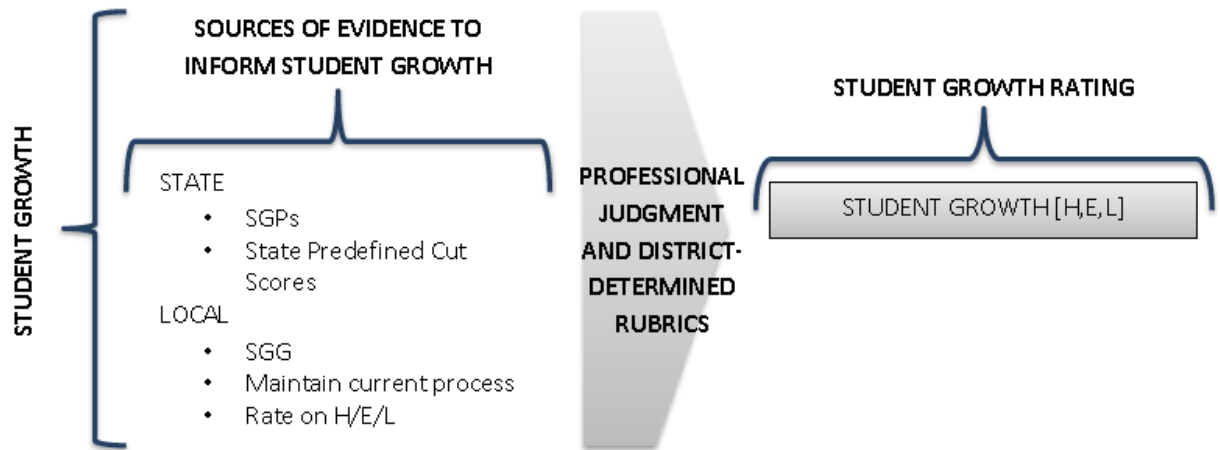 STUDENT GROWTH
SOURCES OF EVIDENCE TO
INFORM STUDENT GROWTH
STATE
• SGPs
• State Predefined Cut
Scores
LOCAL
• SGG
• Maintain current process
• Rate on H/E/L
PROFESSIONAL
JUDGMENT
AND DISTRICT-
DETERMINED
RUBRICS
STUDENT GROWTH RATING
STUDENT GROWTH [H,E,L]